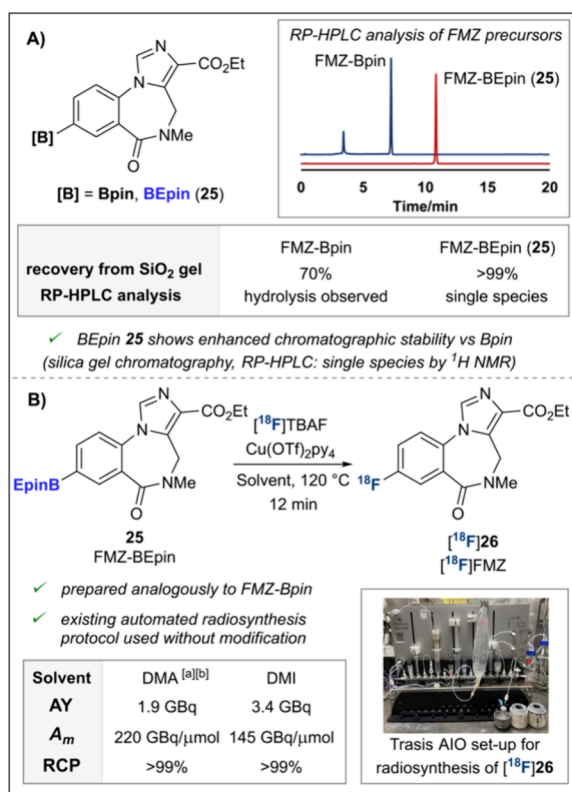 A)
N
N
CO2Et
[B]
NMe
O
[B] = Bpin, BEpin (25)
RP-HPLC analysis of FMZ precursors
FMZ-Bpin
FMZ-BEpin (25)
0 5 10 15 20
Time/min
FMZ-Bpin FMZ-BEpin (25)
recovery from SiO2 gel 70% >99%
RP-HPLC analysis hydrolysis observed single species
✓ BEpin 25 shows enhanced chromatographic stability vs Bpin
(silica gel chromatography, RP-HPLC: single species by 1H NMR)
B)
N
N
CO2Et
EpinB
NMe
O
25
FMZ-BEpin
[18F]TBAF
Cu(OTf)2py4
Solvent, 120 °C
12 min
N
N
CO2Et
18F
NMe
O
[18F]26
[18F]FMZ
✓ prepared analogously to FMZ-Bpin
✓ existing automated radiosynthesis
protocol used without modification
Solvent DMA [a][b] DMI
AY 1.9 GBq 3.4 GBq
Am 220 GBq/μmol 145 GBq/μmol
RCP >99% >99%
Trasis AIO set-up for
radiosynthesis of [18F]26